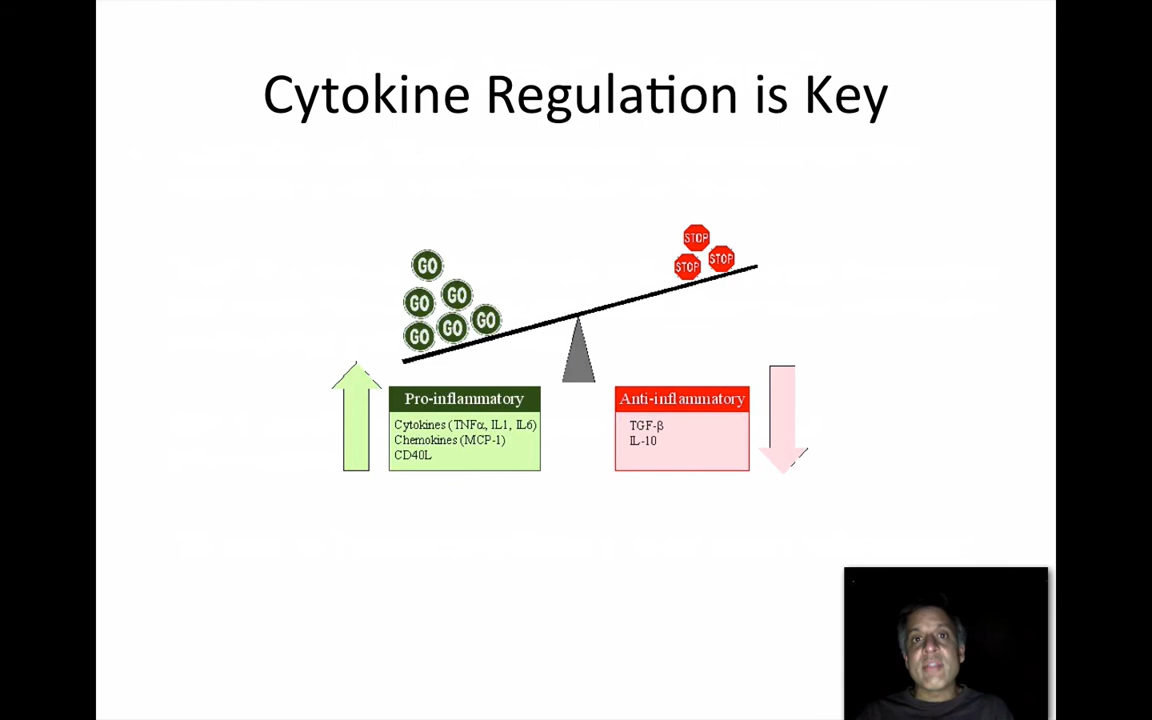 Cytokine Regulation is Key
STOP
STOP
STOP
GO
GO
GO
GO
GO
GO
Pro-inflammatory
Cytokines (TNFα, IL1, IL6)
Chemokines (MCP-1)
CD40L
Anti-inflammatory
TGF-β
IL-10